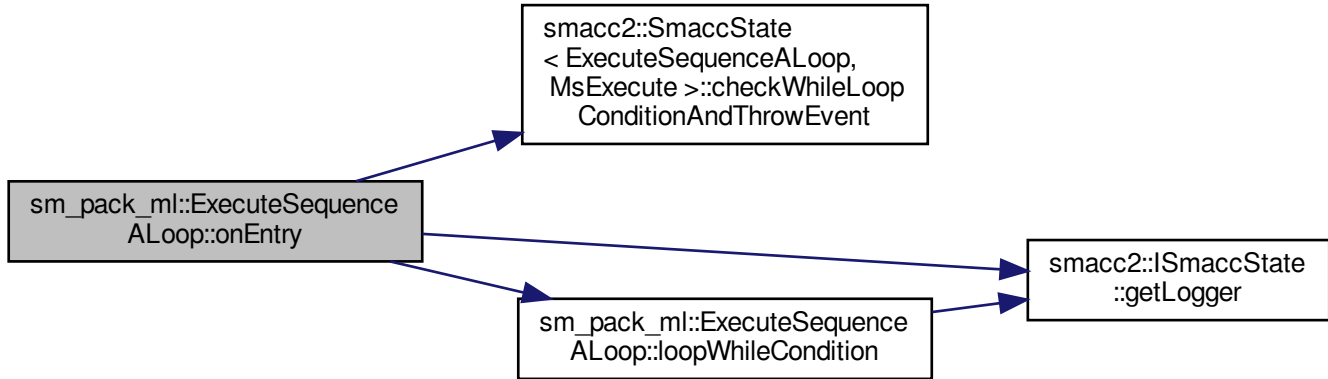 smacc2::SmaccState
< ExecuteSequenceALoop,
MsExecute >::checkWhileLoop
ConditionAndThrowEvent
sm_pack_ml::ExecuteSequence
ALoop::onEntry
smacc2::ISmaccState
::getLogger
sm_pack_ml::ExecuteSequence
ALoop::loopWhileCondition